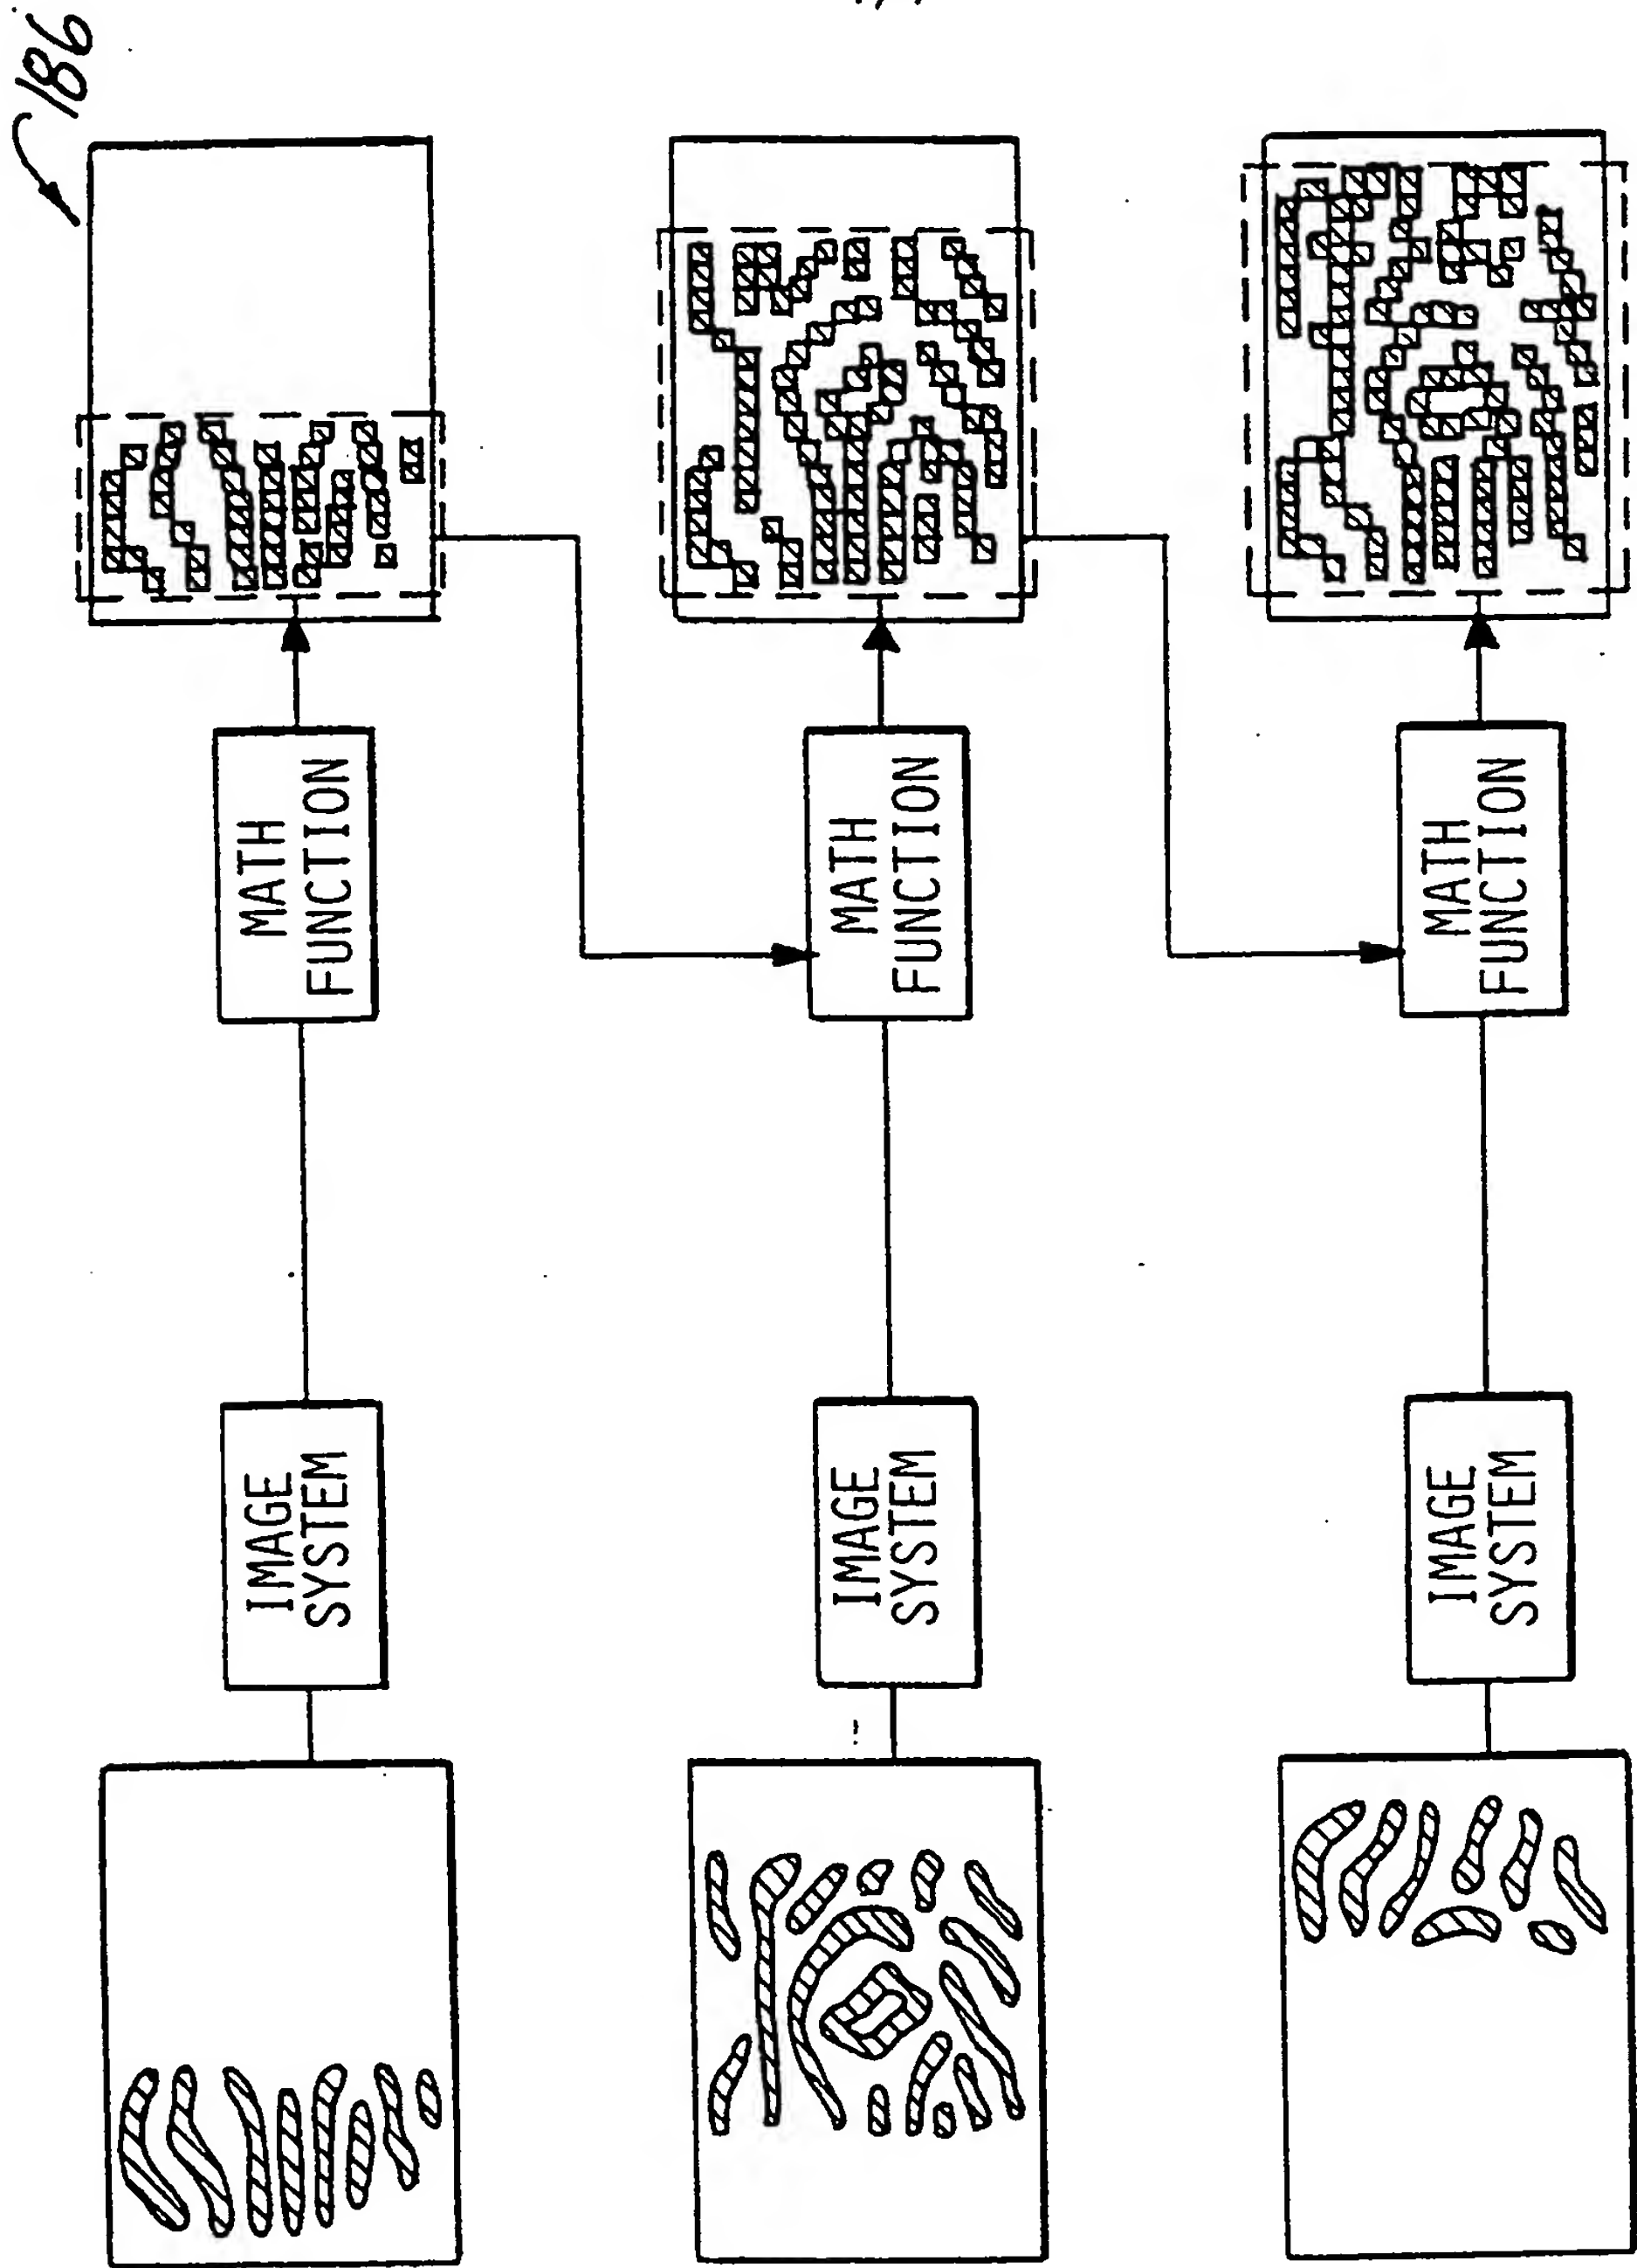 186
IMAGE
SYSTEM
MATH
FUNCTION
IMAGE
SYSTEM
MATH
FUNCTION
IMAGE
SYSTEM
MATH
FUNCTION